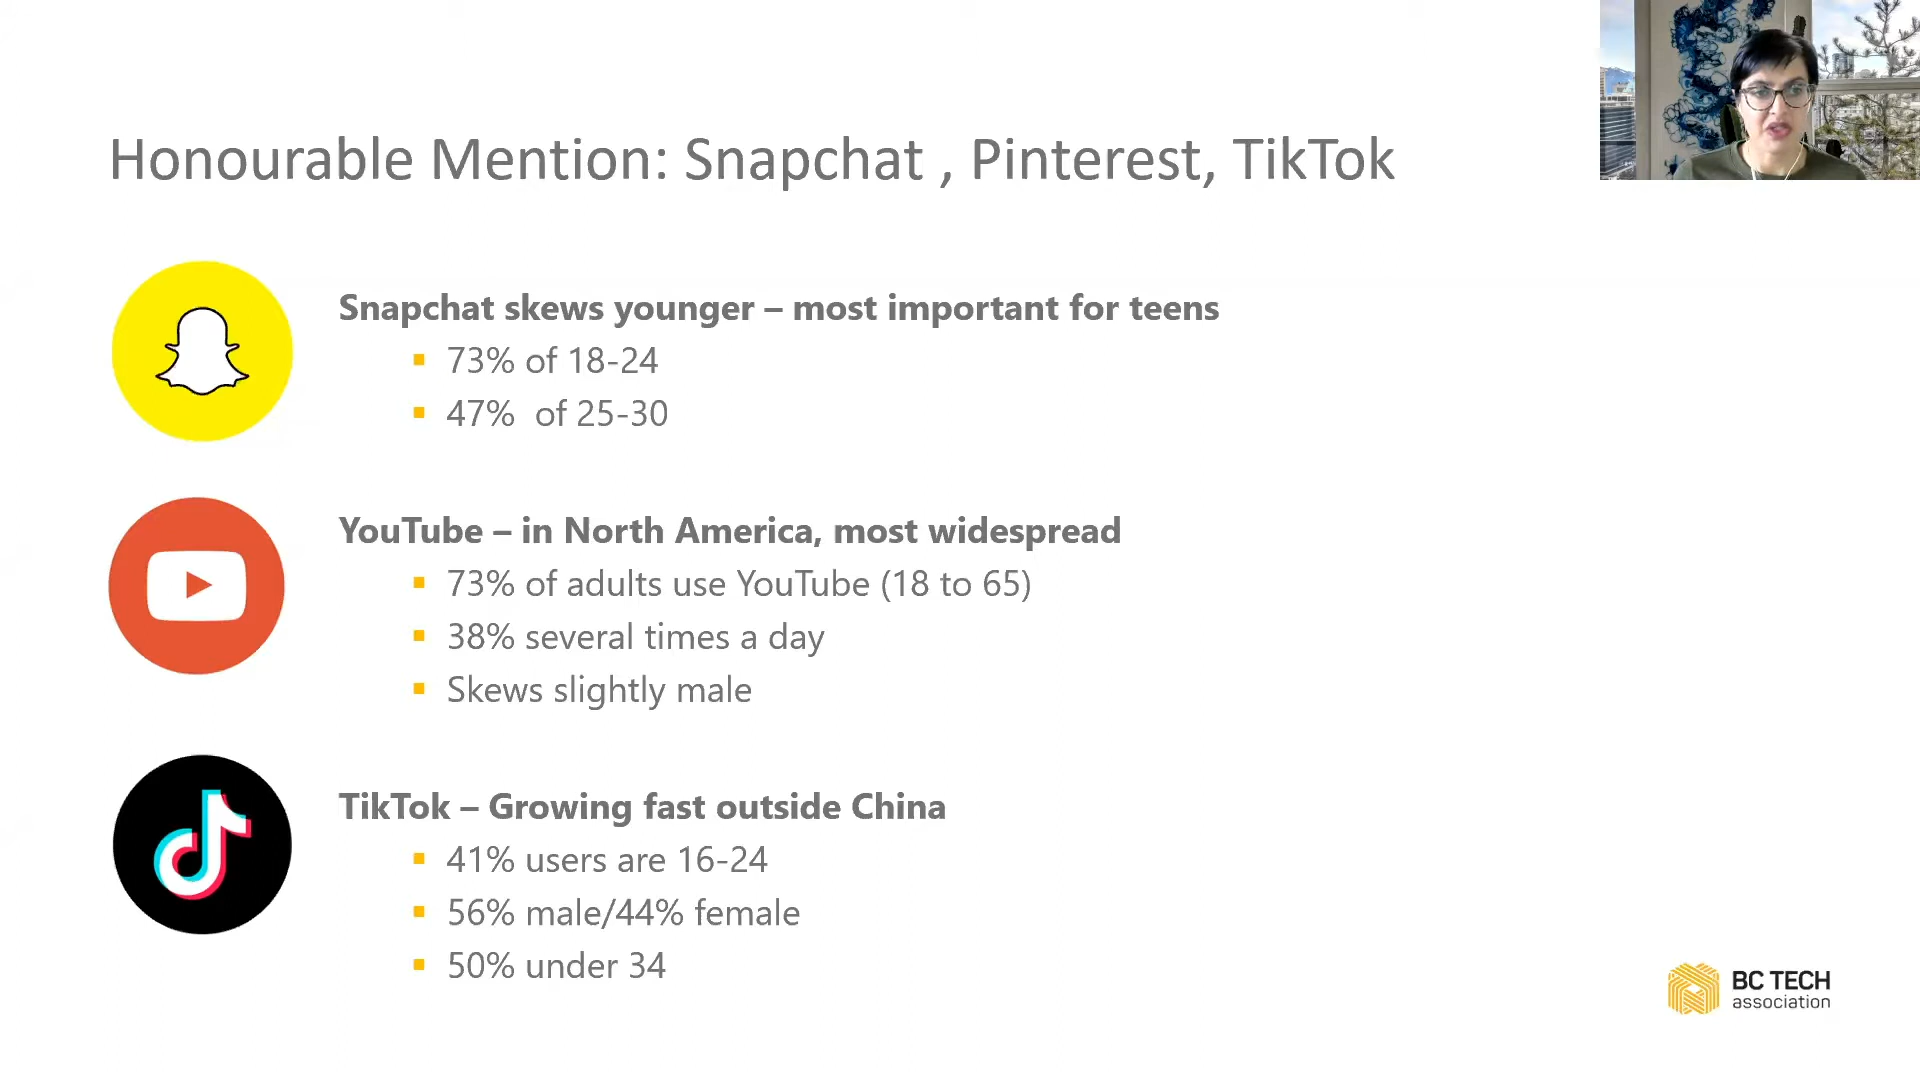 Honourable Mention: Snapchat , Pinterest, TikTok
Snapchat skews younger – most important for teens
73% of 18-24
47%  of 25-30
YouTube – in North America, most widespread
73% of adults use YouTube (18 to 65)
38% several times a day
Skews slightly male
TikTok – Growing fast outside China
41% users are 16-24
56% male/44% female
50% under 34
BC TECH
association